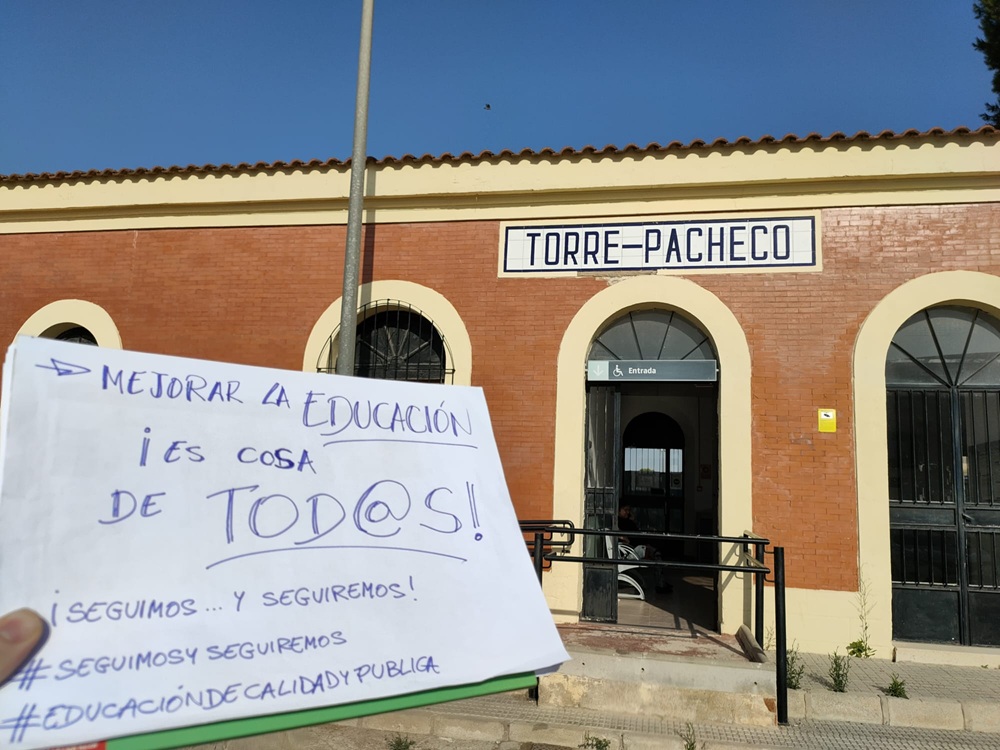 TORRE-PACHECO
Entrada
MEJORAR LA EDUCACIÓN
¡ES COSA
DE TOD@S!
¡SEGUIMOS... Y SEGUIREMOS!
#SEGUIMOSYSEGUIREMOS
#EDUCACIÓNDECALIDADYPUBLICA